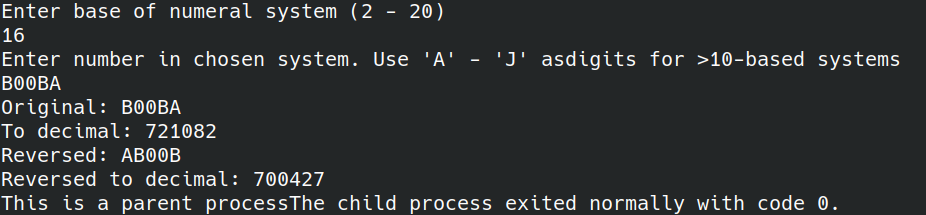 Enter base of numeral system (2 – 20)
16
Enter number in chosen system. Use 'A' – 'J' asdigits for >10-based systems
B00BA
Original: B00BA
To decimal: 721082
Reversed: AB00B
Reversed to decimal: 700427
This is a parent processThe child process exited normally with code 0.